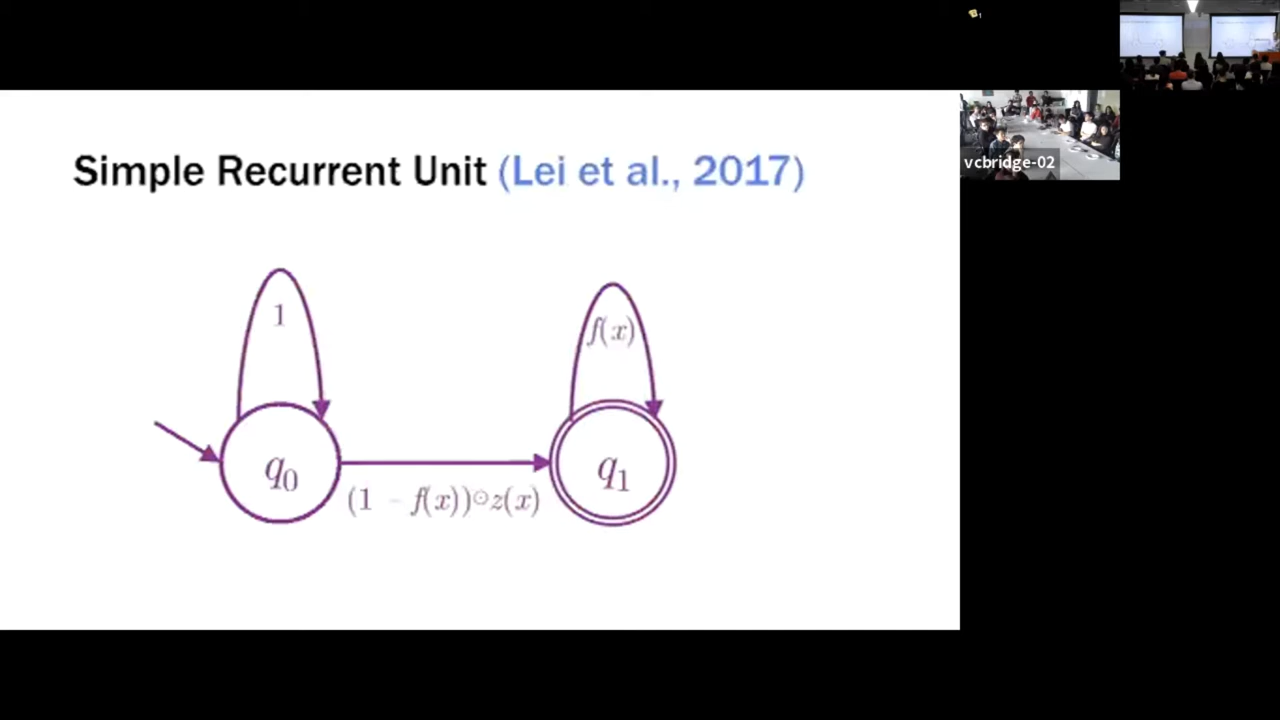 Simple Recurrent Unit (Lei et al., 2017)
1
f(x)
q0
q1
(1 - f(x))⊙z(x)
vcbridge-02